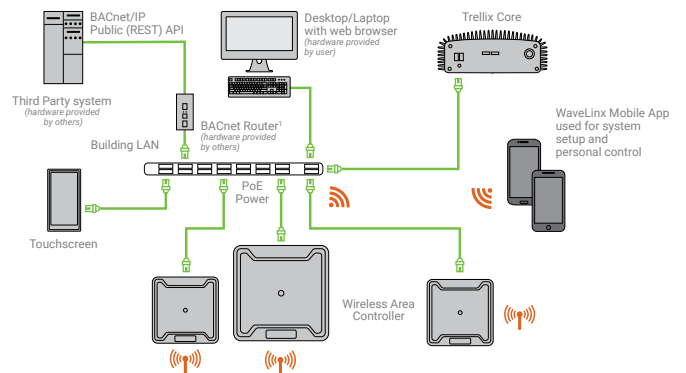 BACnet/IP
Public (REST) API
Desktop/Laptop
with web browser
(hardware provided
by user)
Trellix Core
Third Party system
(hardware provided
by others)
BACnet Router¹
(hardware provided
by others)
Building LAN
WaveLinx Mobile App
used for system
setup and
personal control
PoE
Power
Touchscreen
Wireless Area
Controller